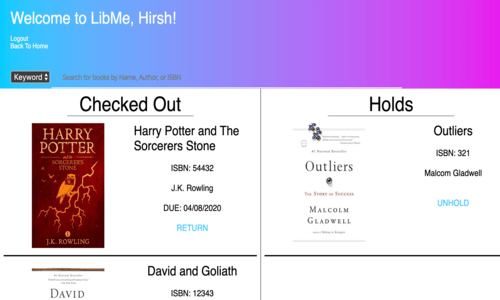 Welcome to LibMe, Hirsh!
Logout
Back To Home
Keyword
Search for books by Name, Author, or ISBN
Checked Out
HARRY
POTTER
SORCERER'S
STONE
J.K. ROWLING
Harry Potter and The
Sorcerers Stone
ISBN: 54432
J.K. Rowling
DUE: 04/08/2020
RETURN
DAVID
David and Goliath
ISBN: 12343
Holds
#1 National Bestseller
Outliers
The Story of Success
MALCOLM
GLADWELL
Outliers
ISBN: 321
Malcom Gladwell
UNHOLD